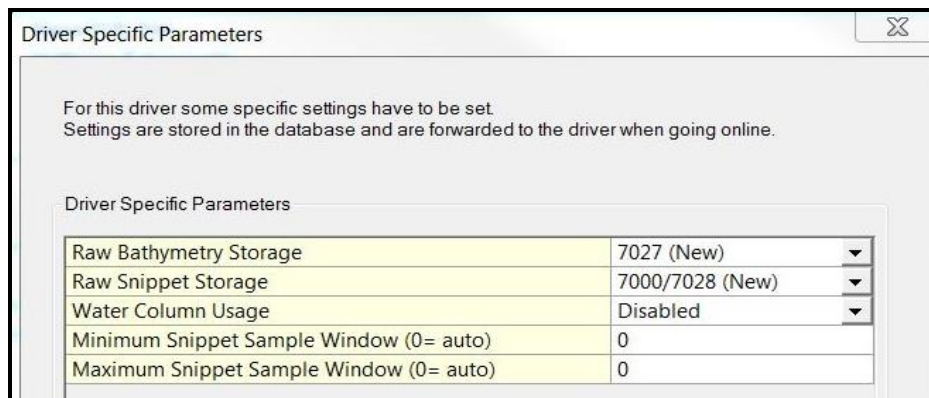 Driver Specific Parameters
For this driver some specific settings have to be set.
Settings are stored in the database and are forwarded to the driver when going online.
Driver Specific Parameters
Raw Bathymetry Storage 7027 (New)
Raw Snippet Storage 7000/7028 (New)
Water Column Usage Disabled
Minimum Snippet Sample Window (0= auto) 0
Maximum Snippet Sample Window (0= auto) 0